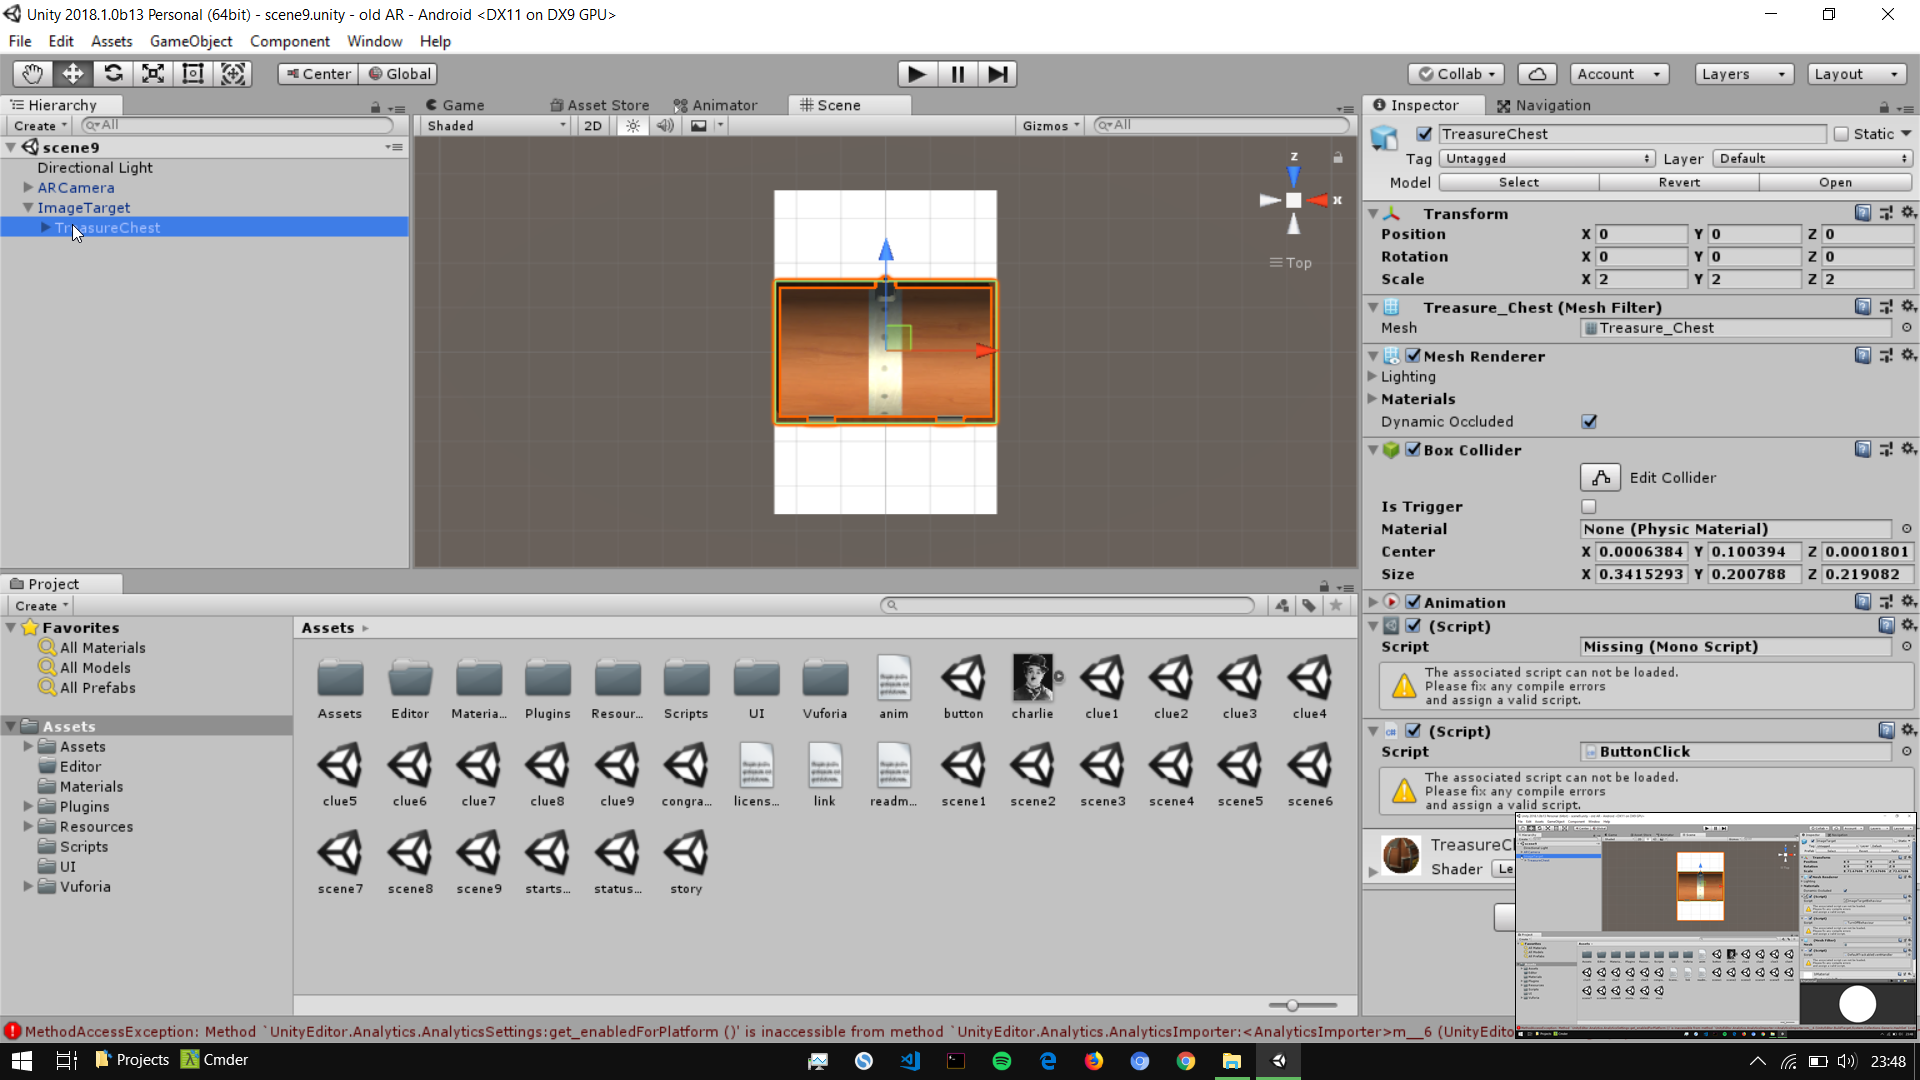 Unity 2018.1.0b13 Personal (64bit) - scene9.unity - old AR - Android <DX11 on DX9 GPU>
File Edit Assets GameObject Component Window Help
Center Global Collab Account Layers Layout
Hierarchy
Create All
scene9
Directional Light
ARCamera
ImageTarget
TreasureChest
Game Asset Store Animator Scene
Shaded 2D Gizmos All
z
x
Top
Inspector Navigation
TreasureChest Static
Tag Untagged Layer Default
Model Select Revert Open
Transform
Position X 0 Y 0 Z 0
Rotation X 0 Y 0 Z 0
Scale X 2 Y 2 Z 2
Treasure_Chest (Mesh Filter)
Mesh Treasure_Chest
Mesh Renderer
Lighting
Materials
Dynamic Occluded
Box Collider
Edit Collider
Is Trigger
Material None (Physic Material)
Center X 0.0006384 Y 0.100394 Z 0.0001801
Size X 0.3415293 Y 0.200788 Z 0.219082
Animation
(Script)
Script Missing (Mono Script)
The associated script can not be loaded.
Please fix any compile errors
and assign a valid script.
(Script)
Script ButtonClick
The associated script can not be loaded.
Please fix any compile errors
and assign a valid script.
TreasureC
Shader Le
Project
Create
Favorites
All Materials
All Models
All Prefabs
Assets
Assets
Editor
Materials
Plugins
Resources
Scripts
UI
Vuforia
Assets
Assets Editor Materia... Plugins Resour... Scripts UI Vuforia anim button charlie clue1 clue2 clue3 clue4
clue5 clue6 clue7 clue8 clue9 congra... licens... link readm... scene1 scene2 scene3 scene4 scene5 scene6
scene7 scene8 scene9 starts... status... story
MethodAccessException: Method `UnityEditor.Analytics.AnalyticsSettings:get_enabledForPlatform ()' is inaccessible from method `UnityEditor.Analytics.AnalyticsImporter:<AnalyticsImporter>m__6 (UnityEdito
Projects Cmder 23:48